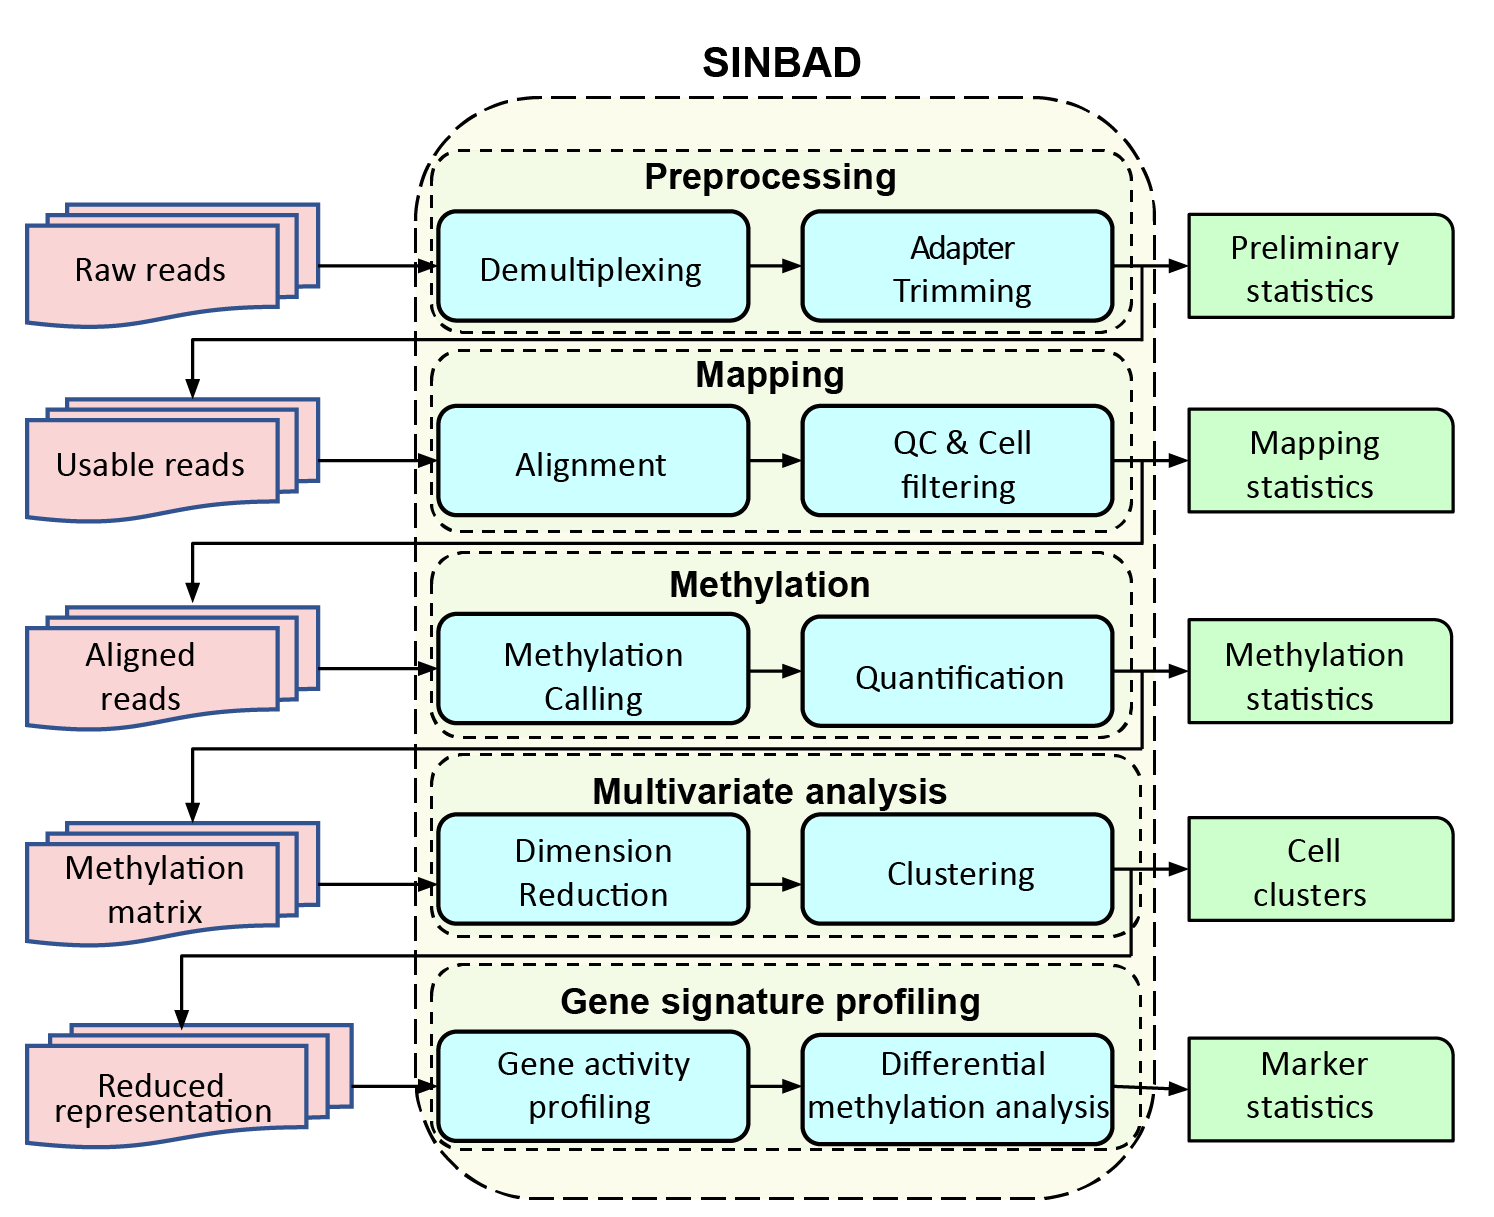 SINBAD
Preprocessing
Raw reads
Demultiplexing
Adapter
Trimming
Preliminary
statistics
Mapping
Usable reads
Alignment
QC & Cell
filtering
Mapping
statistics
Methylation
Aligned
reads
Methylation
Calling
Quantification
Methylation
statistics
Multivariate analysis
Methylation
matrix
Dimension
Reduction
Clustering
Cell
clusters
Gene signature profiling
Reduced
representation
Gene activity
profiling
Differential
methylation analysis
Marker
statistics